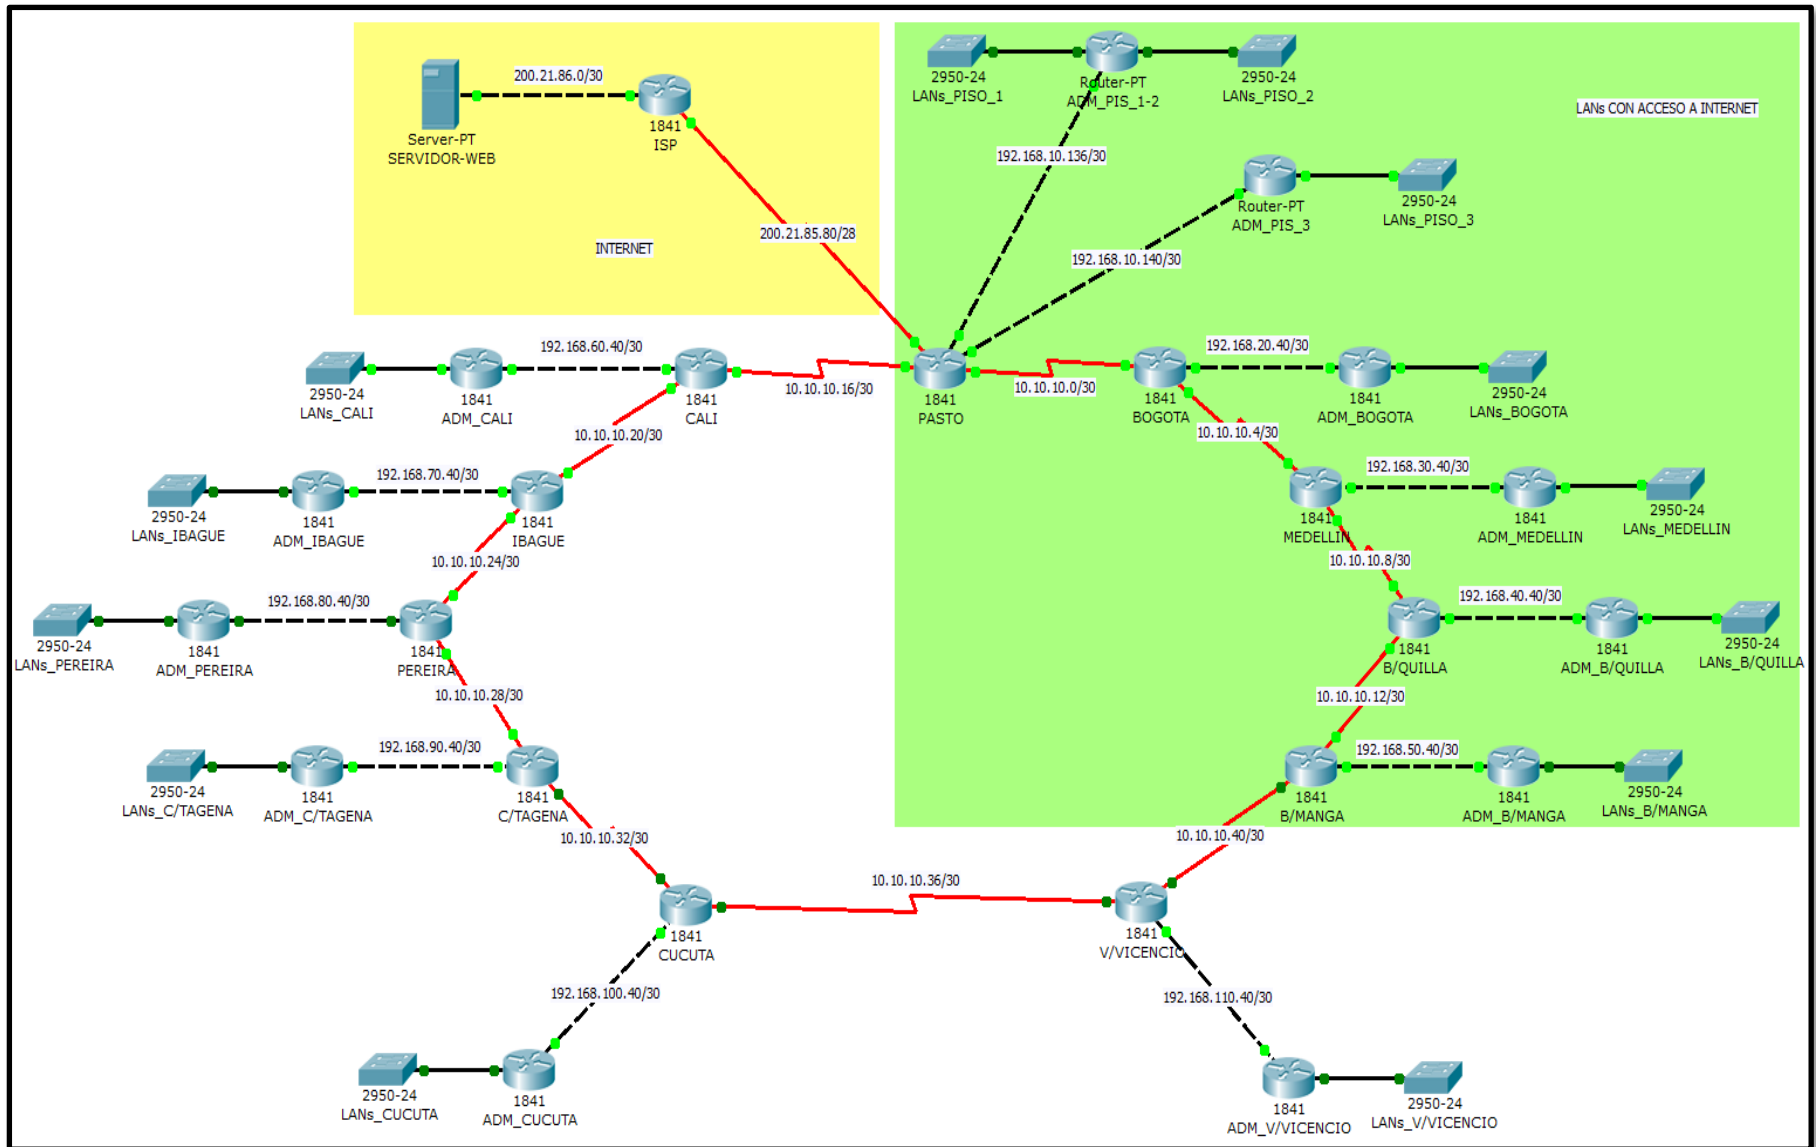 200.21.86.0/30
Server-PT
SERVIDOR-WEB
1841
ISP
INTERNET
200.21.85.80/28
2950-24
LANs_PISO_1
Router-PT
ADM_PIS_1-2
2950-24
LANs_PISO_2
LANs CON ACCESO A INTERNET
192.168.10.136/30
Router-PT
ADM_PIS_3
2950-24
LANs_PISO_3
192.168.10.140/30
2950-24
LANs_CALI
1841
ADM_CALI
192.168.60.40/30
1841
CALI
10.10.10.16/30
1841
PASTO
10.10.10.0/30
1841
BOGOTA
192.168.20.40/30
1841
ADM_BOGOTA
2950-24
LANs_BOGOTA
10.10.10.20/30
10.10.10.4/30
2950-24
LANs_IBAGUE
1841
ADM_IBAGUE
192.168.70.40/30
1841
IBAGUE
1841
MEDELLIN
192.168.30.40/30
1841
ADM_MEDELLIN
2950-24
LANs_MEDELLIN
10.10.10.24/30
10.10.10.8/30
2950-24
LANs_PEREIRA
1841
ADM_PEREIRA
192.168.80.40/30
1841
PEREIRA
1841
B/QUILLA
192.168.40.40/30
1841
ADM_B/QUILLA
2950-24
LANs_B/QUILLA
10.10.10.28/30
10.10.10.12/30
2950-24
LANs_C/TAGENA
1841
ADM_C/TAGENA
192.168.90.40/30
1841
C/TAGENA
1841
B/MANGA
192.168.50.40/30
1841
ADM_B/MANGA
2950-24
LANs_B/MANGA
10.10.10.32/30
10.10.10.40/30
1841
CUCUTA
10.10.10.36/30
1841
V/VICENCIO
192.168.100.40/30
192.168.110.40/30
2950-24
LANs_CUCUTA
1841
ADM_CUCUTA
1841
ADM_V/VICENCIO
2950-24
LANs_V/VICENCIO